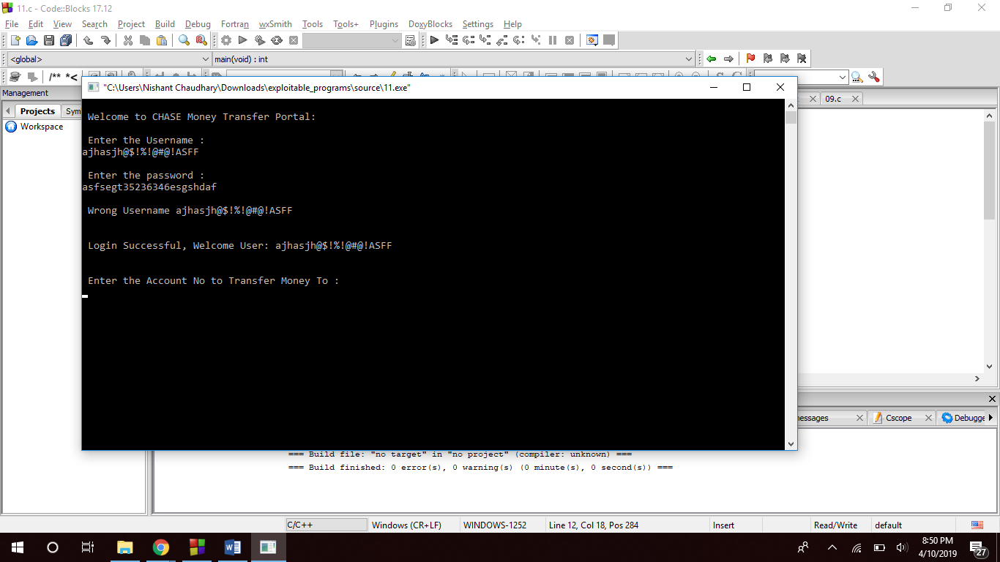 11.c - Code::Blocks 17.12
File Edit View Search Project Build Debug Fortran wxSmith Tools Tools+ Plugins DoxyBlocks Settings Help
<global> main(void) : int
/** *<
Management
"C:\Users\Nishant Chaudhary\Downloads\exploitable_programs\source\11.exe"
09.c
Projects Sym
Workspace
Welcome to CHASE Money Transfer Portal:
Enter the Username :
ajhasjh@$!%!@#@!ASFF
Enter the password :
asfsegt35236346esgshdaf
Wrong Username ajhasjh@$!%!@#@!ASFF
Login Successful, Welcome User: ajhasjh@$!%!@#@!ASFF
Enter the Account No to Transfer Money To :
essages Cscope Debugge
=== Build file: "no target" in "no project" (compiler: unknown) ===
=== Build finished: 0 error(s), 0 warning(s) (0 minute(s), 0 second(s)) ===
C/C++ Windows (CR+LF) WINDOWS-1252 Line 12, Col 18, Pos 284 Insert Read/Write default
8:50 PM
4/10/2019
27